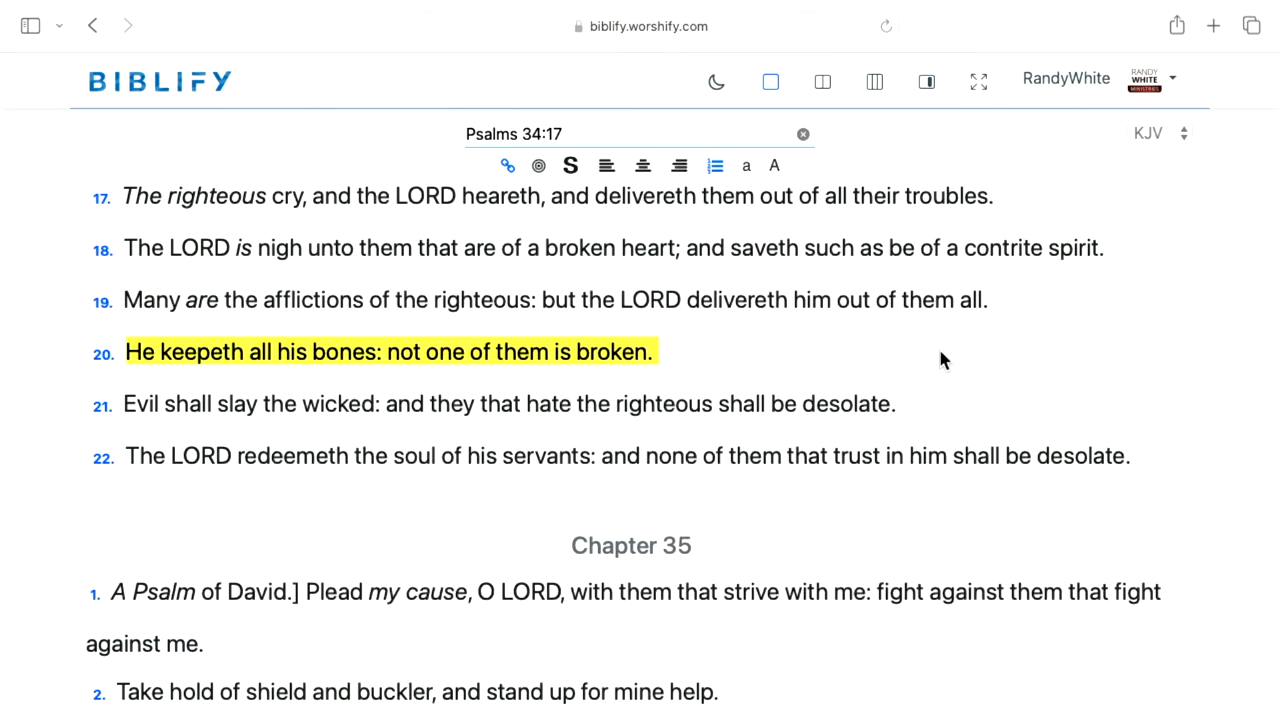 biblify.worshify.com
BIBLIFY
RandyWhite
RANDY
WHITE
MINISTRIES
Psalms 34:17
KJV
S
a A
17. The righteous cry, and the LORD heareth, and delivereth them out of all their troubles.
18. The LORD is nigh unto them that are of a broken heart; and saveth such as be of a contrite spirit.
19. Many are the afflictions of the righteous: but the LORD delivereth him out of them all.
20. He keepeth all his bones: not one of them is broken.
21. Evil shall slay the wicked: and they that hate the righteous shall be desolate.
22. The LORD redeemeth the soul of his servants: and none of them that trust in him shall be desolate.
Chapter 35
1. A Psalm of David.] Plead my cause, O LORD, with them that strive with me: fight against them that fight
against me.
2. Take hold of shield and buckler, and stand up for mine help.